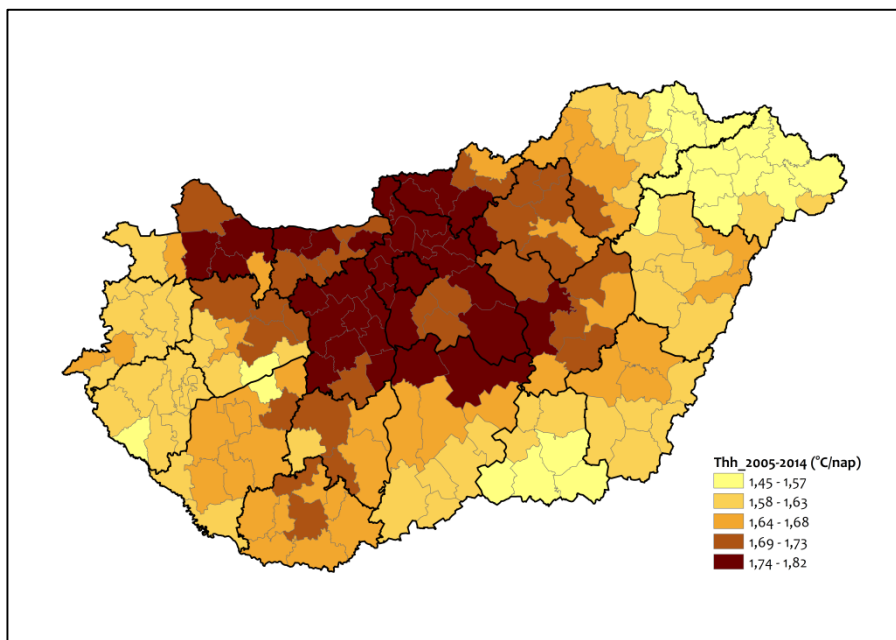 Thh_2005-2014 (°C/nap)
1,45 - 1,57
1,58 - 1,63
1,64 - 1,68
1,69 - 1,73
1,74 - 1,82